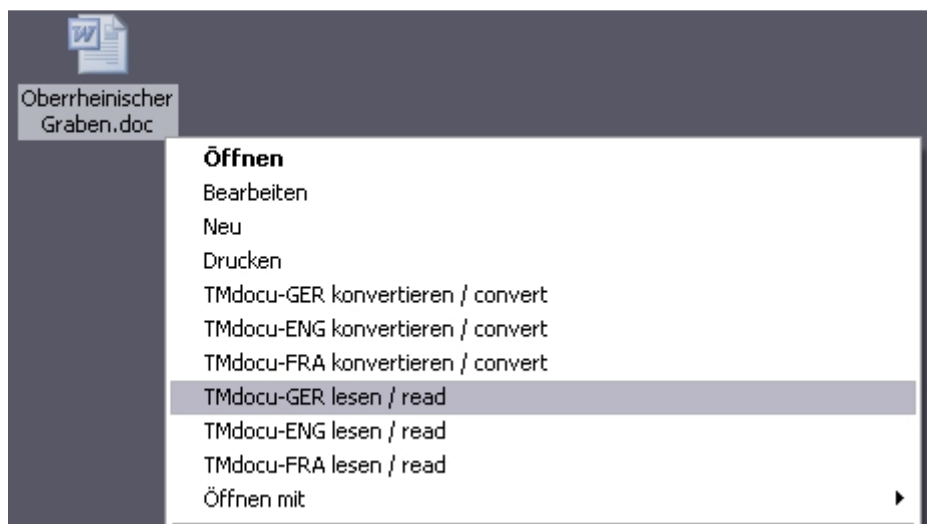 Oberrheinischer
Graben.doc
Öffnen
Bearbeiten
Neu
Drucken
TMdocu-GER konvertieren / convert
TMdocu-ENG konvertieren / convert
TMdocu-FRA konvertieren / convert
TMdocu-GER lesen / read
TMdocu-ENG lesen / read
TMdocu-FRA lesen / read
Öffnen mit